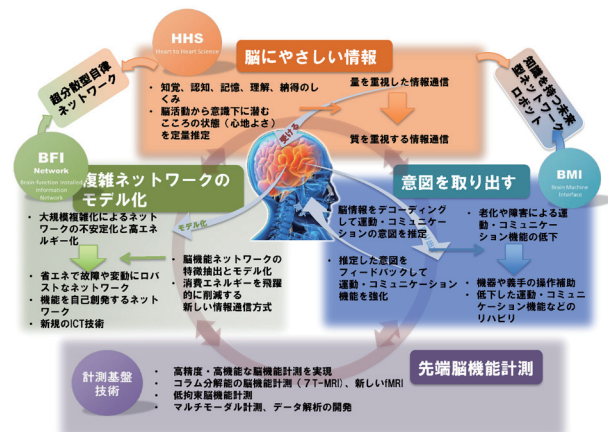 HHS
Heart to Heart Science
脳にやさしい情報
・ 知覚、認知、記憶、理解、納得のし
くみ
・ 脳活動から意識下に潜む
こころの状態（心地よさ）
を定量推定
量を重視した情報通信
質を重視する情報通信
超分散型自律
ネットワーク
知識を持つ未来
型ネットワーク
ロボット
受ける
BFI
Network
Brain function installed
Information
Network
複雑ネットワークの
モデル化
・ 大規模複雑化によるネット
ワークの不安定化と高エネ
ルギー化
・ 省エネで故障や変動にロバ
ストなネットワーク
・ 機能を自己創発するネット
ワーク
・ 新規のICT技術
モデル化
・ 脳機能ネットワークの
特徴抽出とモデル化
・ 消費エネルギーを飛躍
的に削減する
新しい情報通信方式
BMI
Brain Machine
Interface
意図を取り出す
脳情報をデコーディング
して運動・コミュニケー
ションの意図を推定
・ 推定した意図を
フィードバックして
運動・コミュニケーション
機能を強化
・ 老化や障害による運
動・コミュニケー
ション機能の低下
・ 機器や義手の操作補助
・ 低下した運動・コミュニ
ケーション機能などの
リハビリ
計測基盤
技術
先端脳機能計測
・ 高精度・高機能な脳機能計測を実現
・ コラム分解能の脳機能計測（７T-MRI）、新しいfMRI
・ 低拘束脳機能計測
・ マルチモーダル計測、データ解析の開発